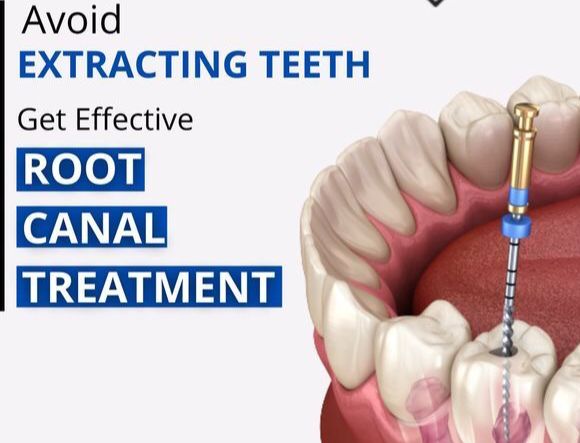 Avoid
EXTRACTING TEETH
Get Effective
ROOT
CANAL
TREATMENT